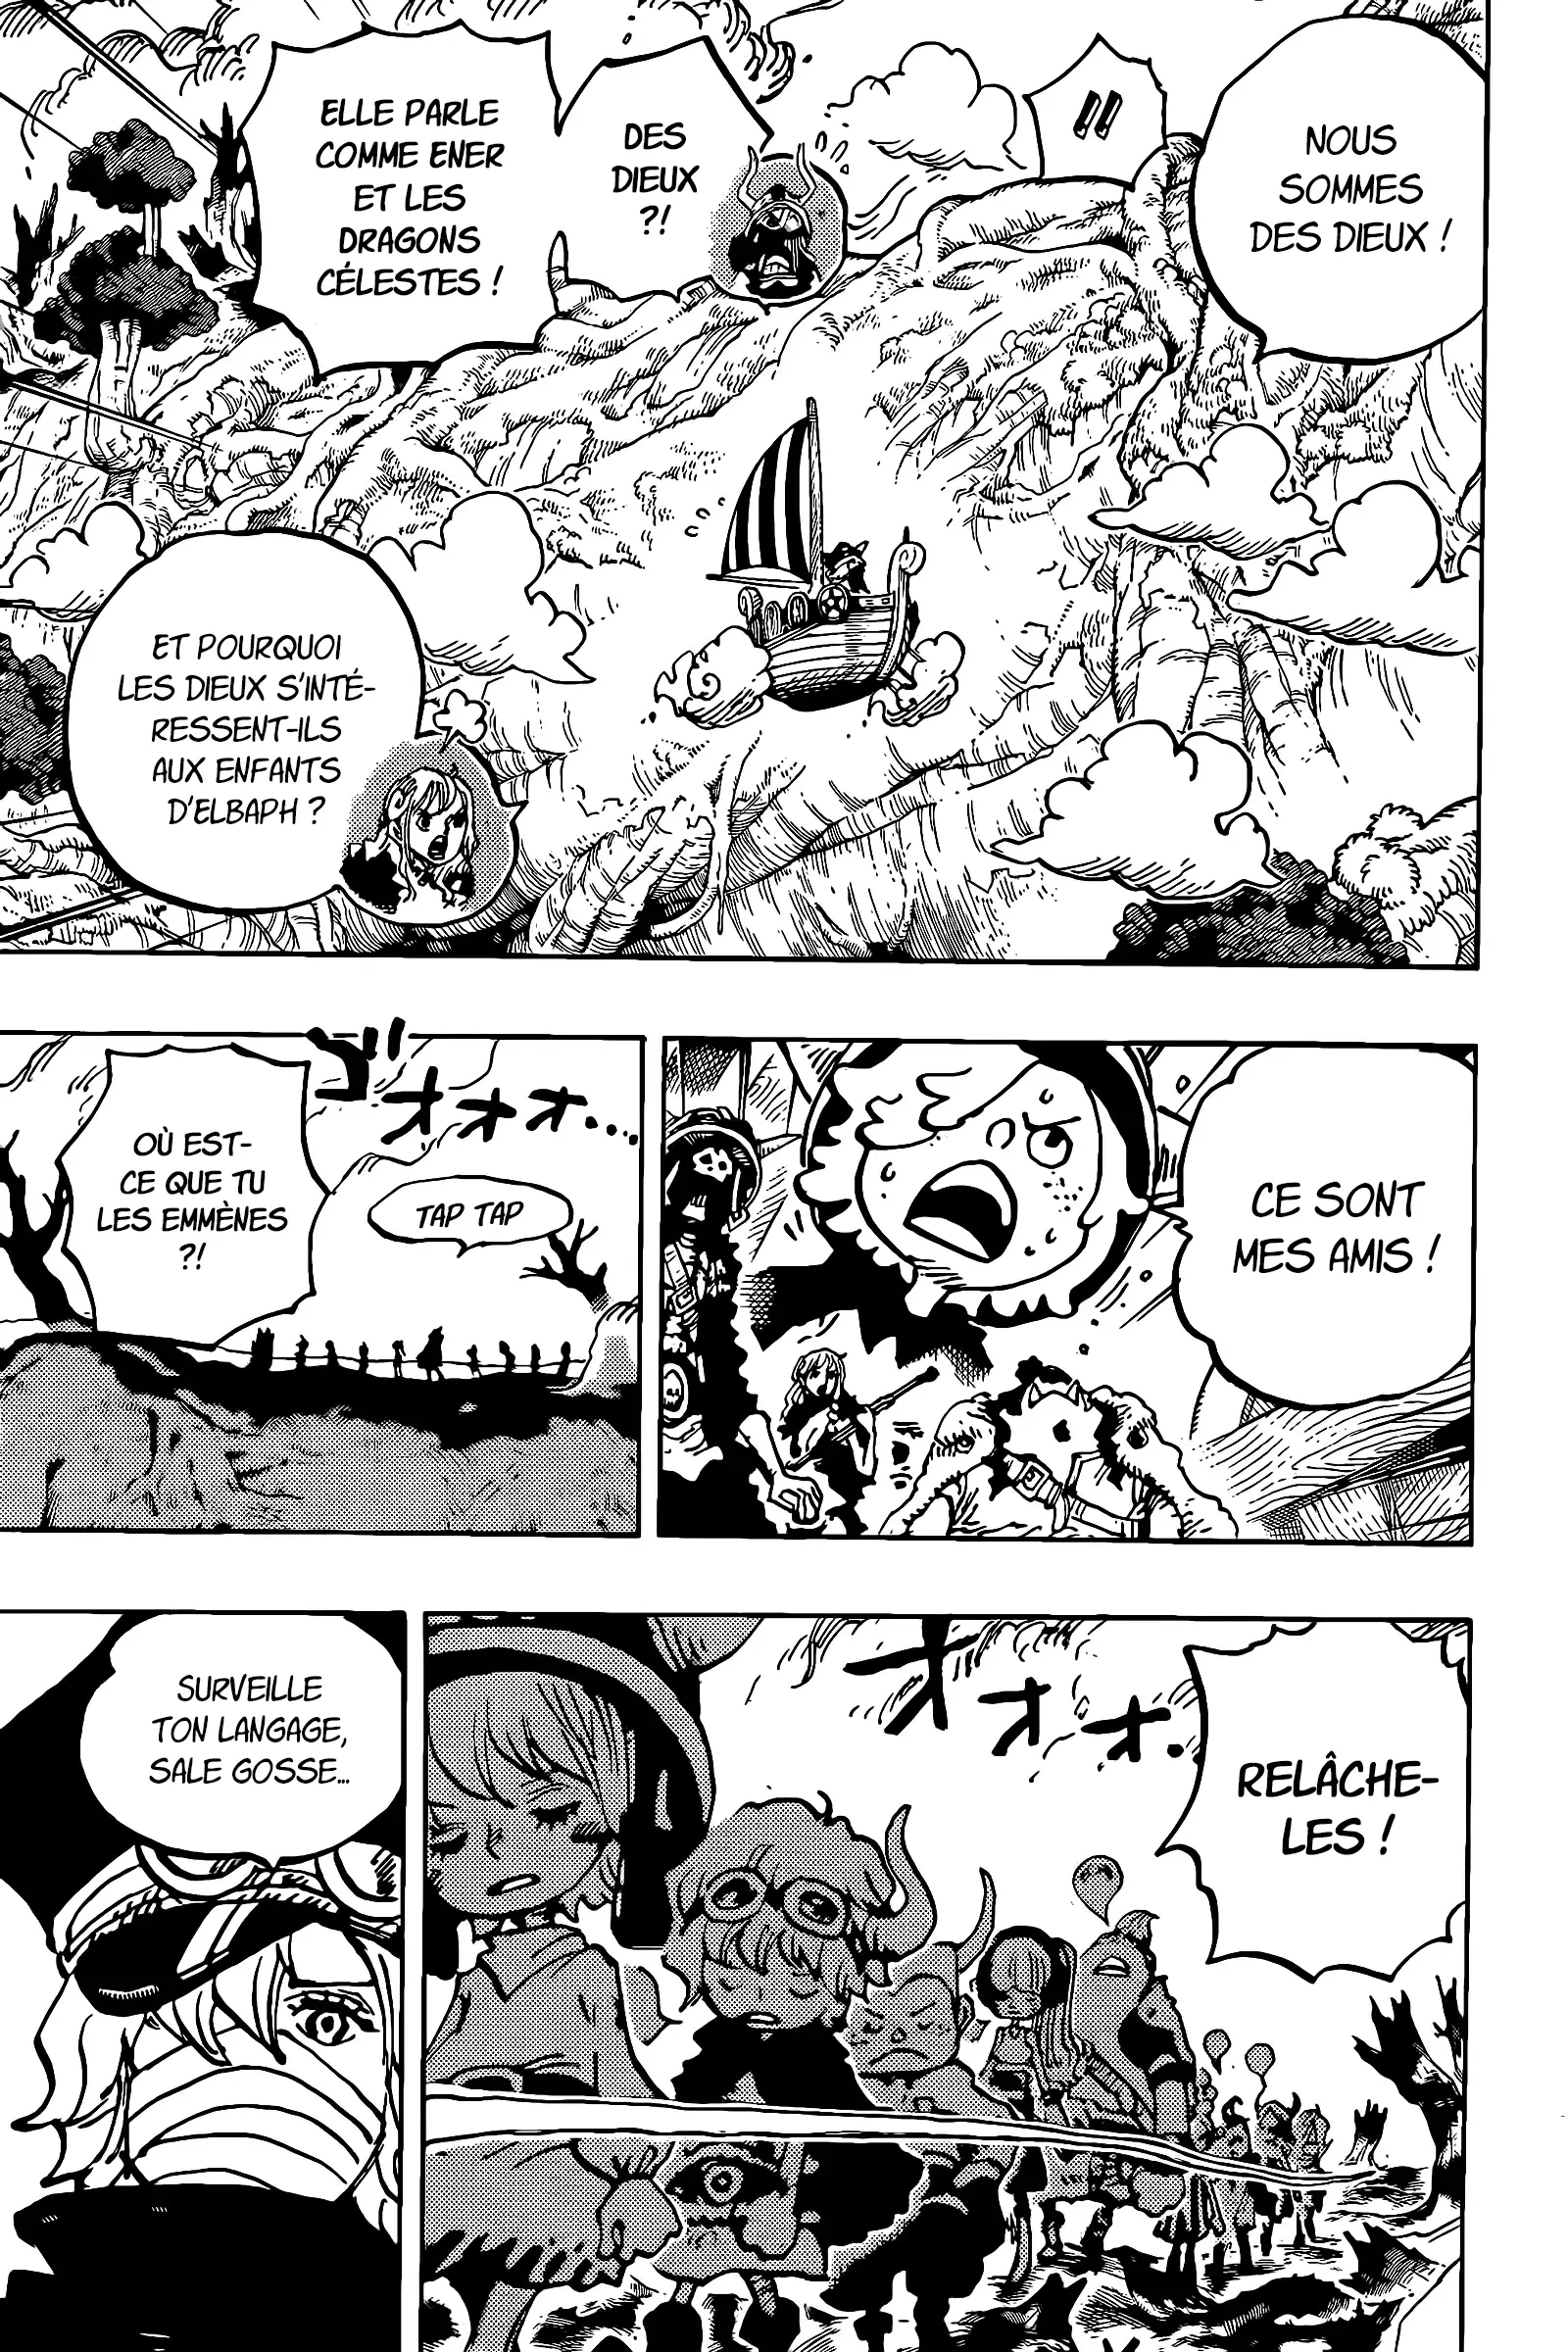 NOUS
SOMMES
DES DIEUX !
!!
DES
DIEUX
?!
ELLE PARLE
COMME ENER
ET LES
DRAGONS
CÉLESTES !
ET POURQUOI
LES DIEUX S'INTÉ-
RESSENT-ILS
AUX ENFANTS
D'ELBAPH ?
CE SONT
MES AMIS !
ゴオオオ...
TAP TAP
OÙ EST-
CE QUE TU
LES EMMÈNES
?!
RELÂCHE-
LES !
オオオ..
SURVEILLE
TON LANGAGE,
SALE GOSSE...